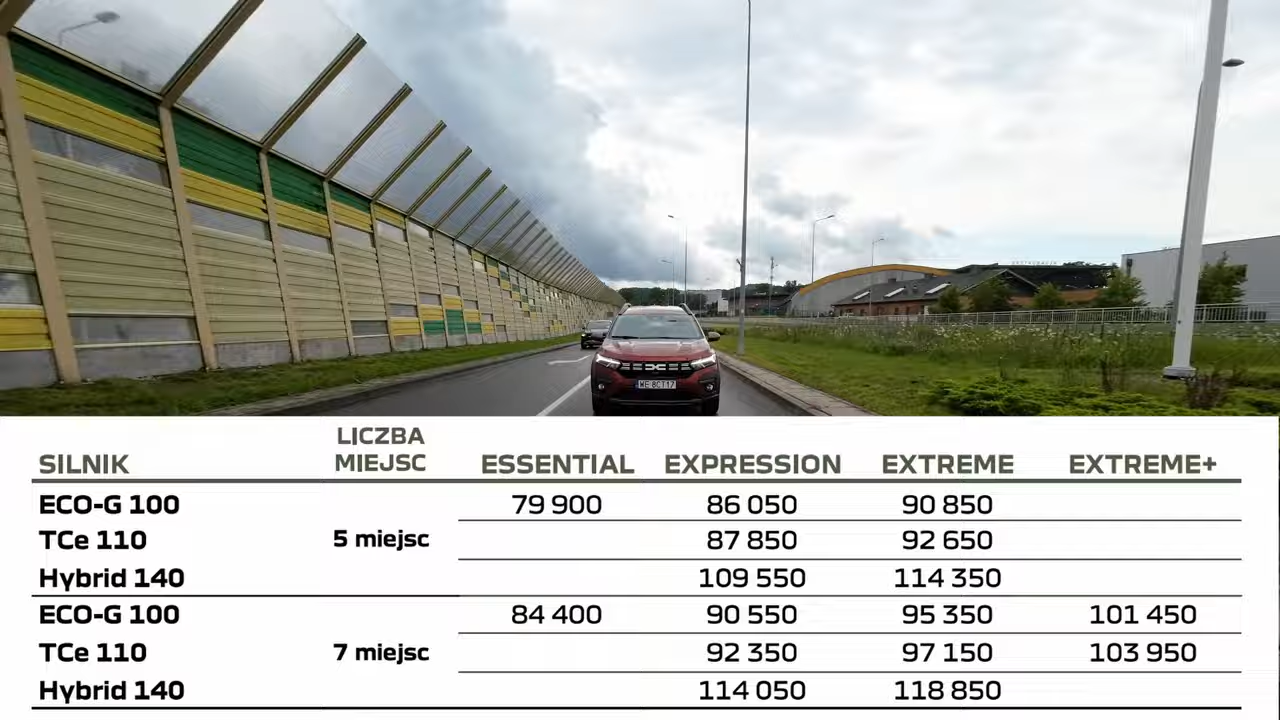 WE 8CT17
LICZBA
SILNIK MIEJSC ESSENTIAL EXPRESSION EXTREME EXTREME+
ECO-G 100 79 900 86 050 90 850
TCe 110 5 miejsc 87 850 92 650
Hybrid 140 109 550 114 350
ECO-G 100 84 400 90 550 95 350 101 450
TCe 110 7 miejsc 92 350 97 150 103 950
Hybrid 140 114 050 118 850